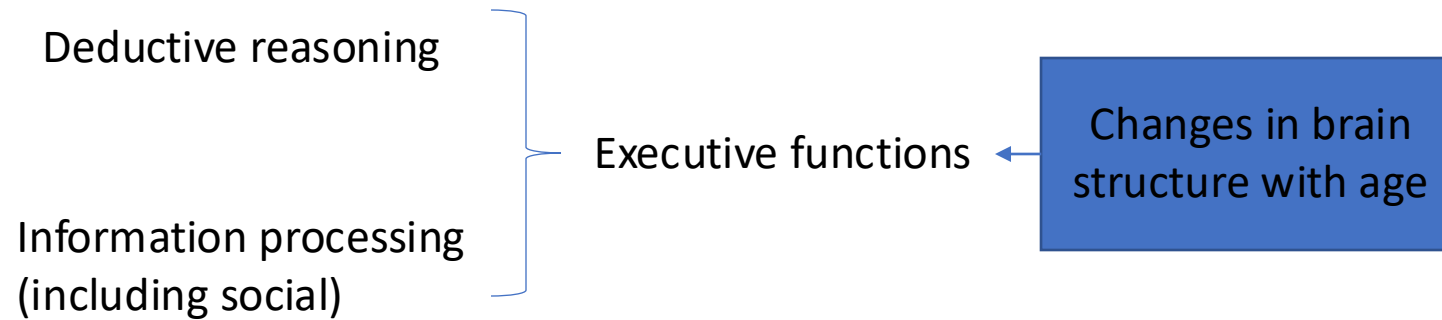 Deductive reasoning
Executive functions
Changes in brain
structure with age
Information processing
(including social)